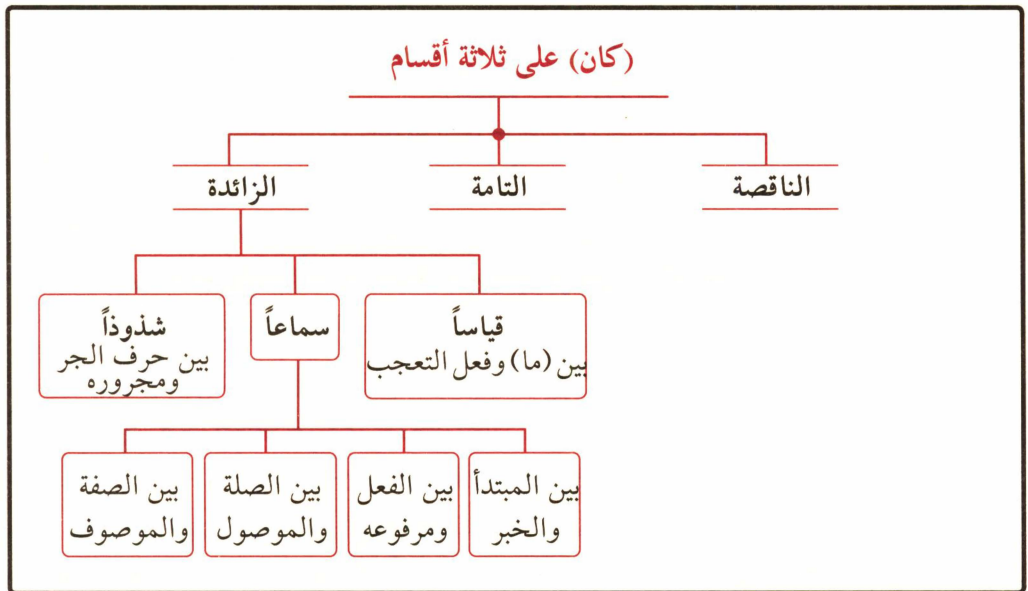 (كان) على ثلاثة أقسام
الناقصة
التامة
الزائدة
قياساً
بين (ما) وفعل التعجب
سماعاً
شذوذاً
بين حرف الجر
ومجروره
بين المبتدأ
والخبر
بين الفعل
ومرفوعه
بين الصلة
والموصول
بين الصفة
والموصوف